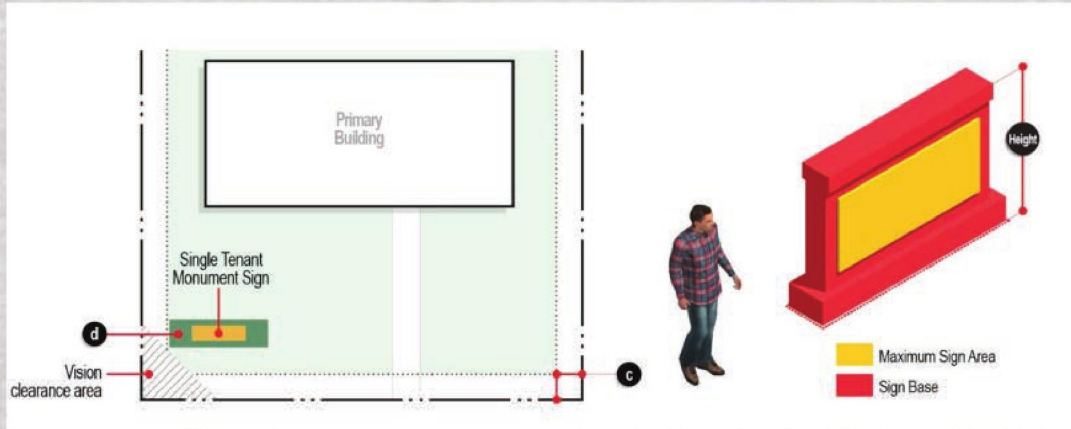 Primary
Building
Single Tenant
Monument Sign
d
Vision
clearance area
c
Height
Maximum Sign Area
Sign Base